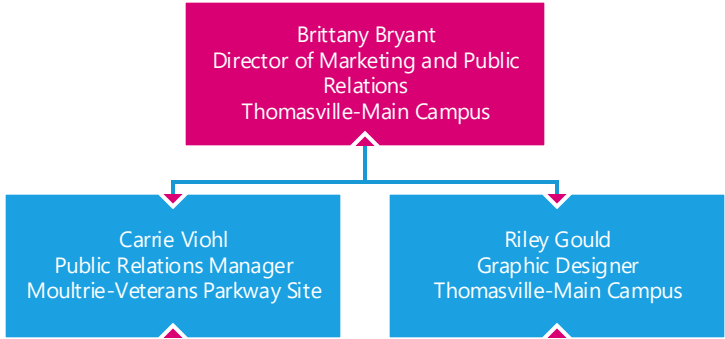 Brittany Bryant
Director of Marketing and Public
Relations
Thomasville-Main Campus
Carrie Viohl
Public Relations Manager
Moultrie-Veterans Parkway Site
Riley Gould
Graphic Designer
Thomasville-Main Campus